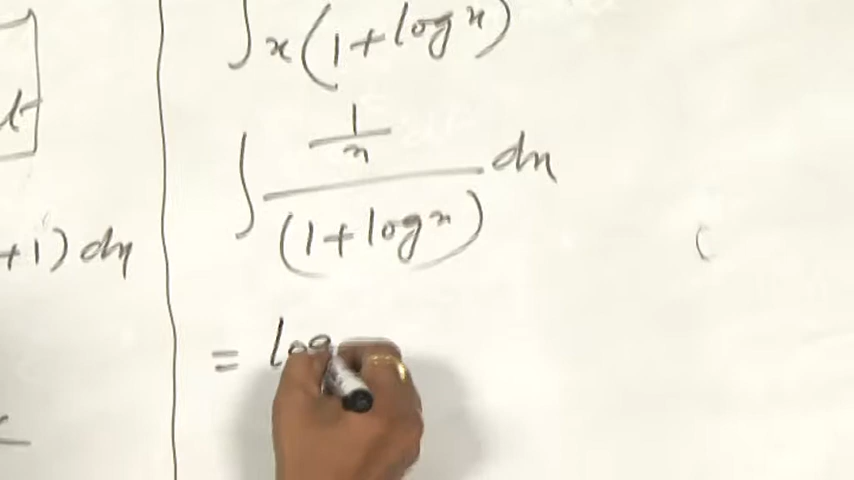 +1) dx
∫ x(1+log x)
∫ 1/x / (1+log x) dx
= log